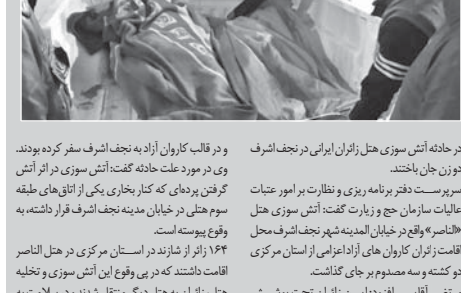 در حادثه آتش سوزی هتل زائران ایرانی در نجف اشرف
دو زن جان باختند.
سرپرست دفتر برنامه ریزی و نظارت بر امور عتبات
عالیات سازمان حج و زیارت گفت: آتش سوزی هتل
«الناصر» واقع در خیابان المدینه شهر نجف اشرف محل
اقامت زائران کاروان های آزاد اعزامی از استان مرکزی
دو کشته و سه مصدوم بر جای گذاشت.
و در قالب کاروان آزاد به نجف اشرف سفر کرده بودند.
وی در مورد علت حادثه گفت: آتش سوزی در اثر آتش
گرفتن پرده‌ای که کنار بخاری یکی از اتاق‌های طبقه
سوم هتلی در خیابان مدینه نجف اشرف قرار داشته، به
وقوع پیوسته است.
۱۶۴ زائر از شازند در استان مرکزی در هتل الناصر
اقامت داشتند که در پی وقوع این آتش سوزی و تخلیه